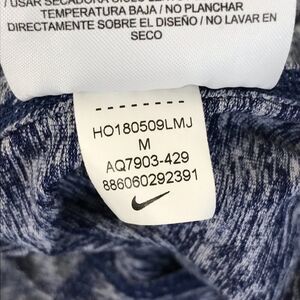 / USAR SECADORA
TEMPERATURA BAJA / NO PLANCHAR
DIRECTAMENTE SOBRE EL DISEÑO / NO LAVAR EN
SECO
HO180509LMJ
M
AQ7903-429
886060292391